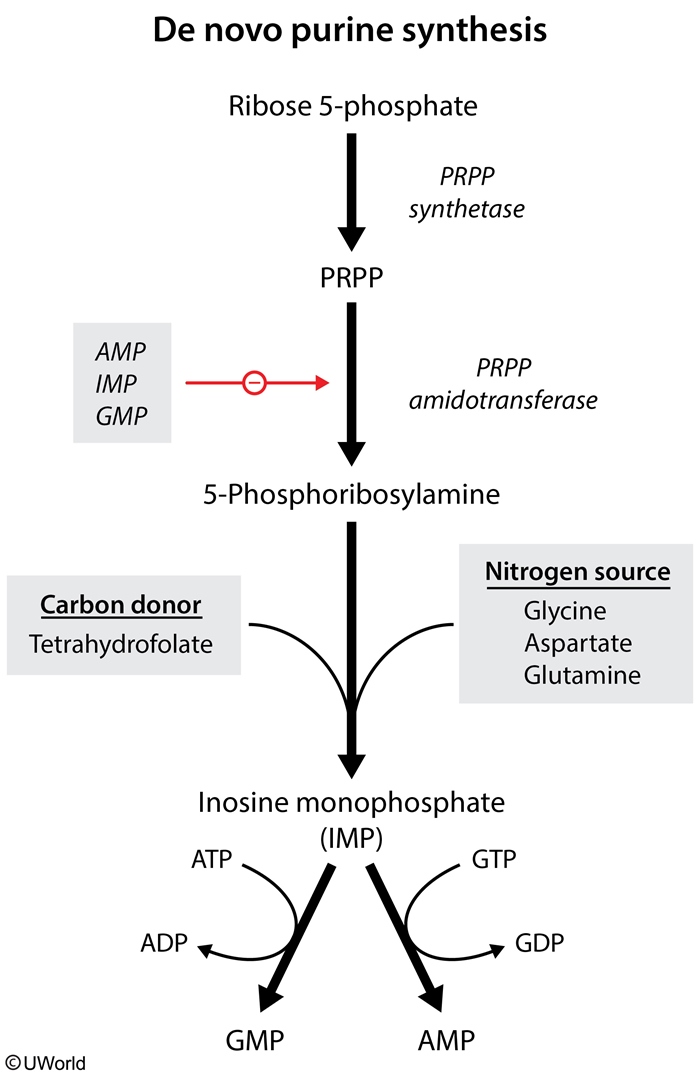 De novo purine synthesis
Ribose 5-phosphate
PRPP
synthetase
PRPP
AMP
IMP
GMP
−
PRPP
amidotransferase
5-Phosphoribosylamine
Carbon donor
Tetrahydrofolate
Nitrogen source
Glycine
Aspartate
Glutamine
Inosine monophosphate
(IMP)
ATP
GTP
ADP
GDP
GMP
AMP
©UWorld